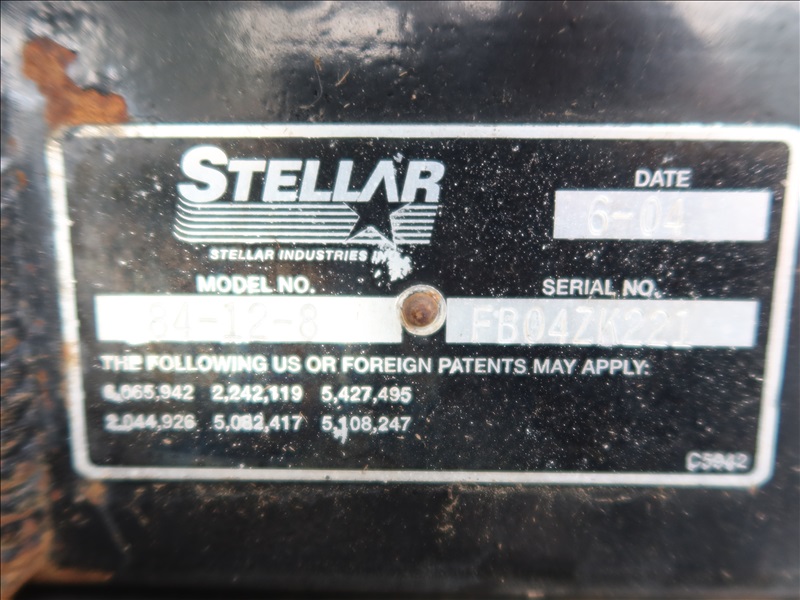 STELLAR
STELLAR INDUSTRIES INC.
DATE
6-04
MODEL NO.
84-12-8
SERIAL NO.
THE FOLLOWING US OR FOREIGN PATENTS MAY APPLY:
6,065,942 2,242,119 5,427,495
2,044,926 5,082,417 5,108,247